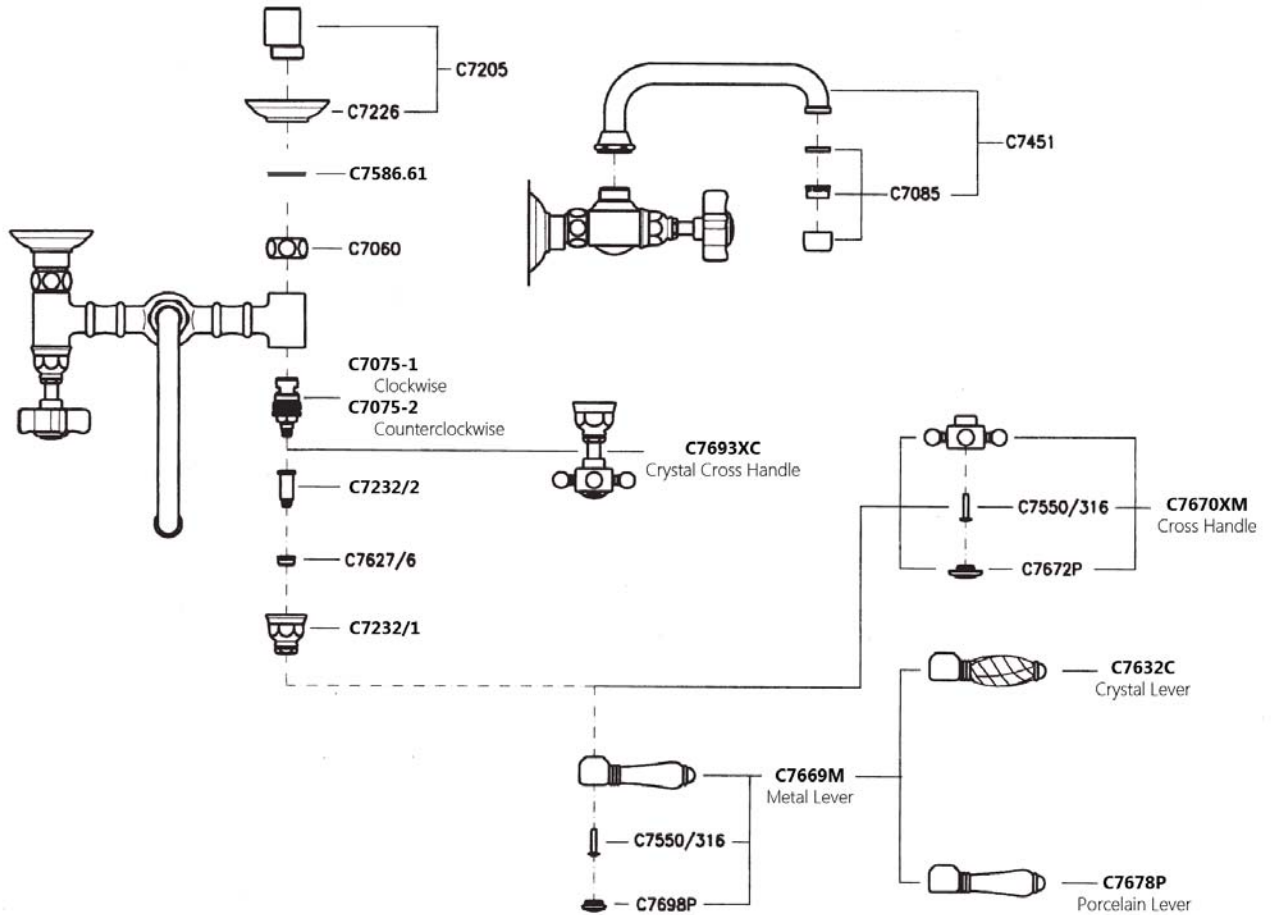 C7205
C7226
C7586.61
C7060
C7451
C7085
C7075-1
Clockwise
C7075-2
Counterclockwise
C7693XC
Crystal Cross Handle
C7232/2
C7627/6
C7232/1
C7550/316
C7670XM
Cross Handle
C7672P
C7632C
Crystal Lever
C7669M
Metal Lever
C7550/316
C7698P
C7678P
Porcelain Lever